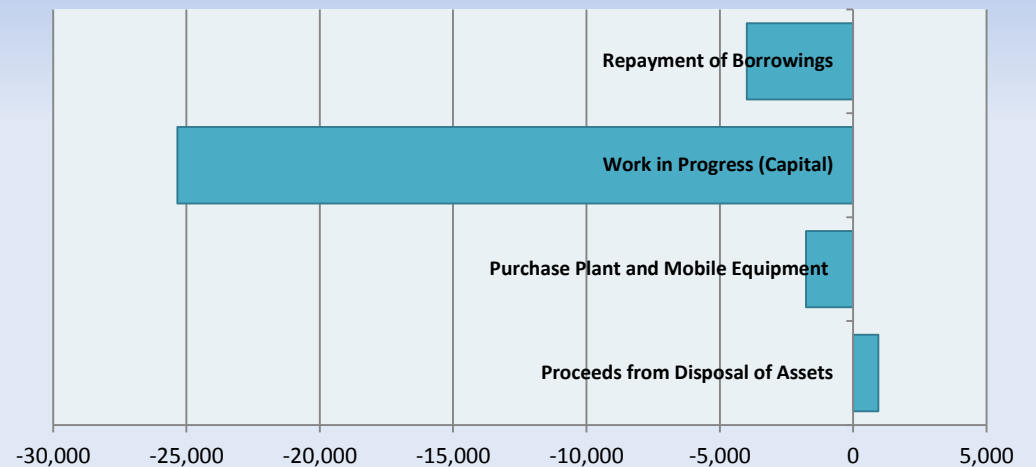 Repayment of Borrowings
Work in Progress (Capital)
Purchase Plant and Mobile Equipment
Proceeds from Disposal of Assets
-30,000 -25,000 -20,000 -15,000 -10,000 -5,000 0 5,000